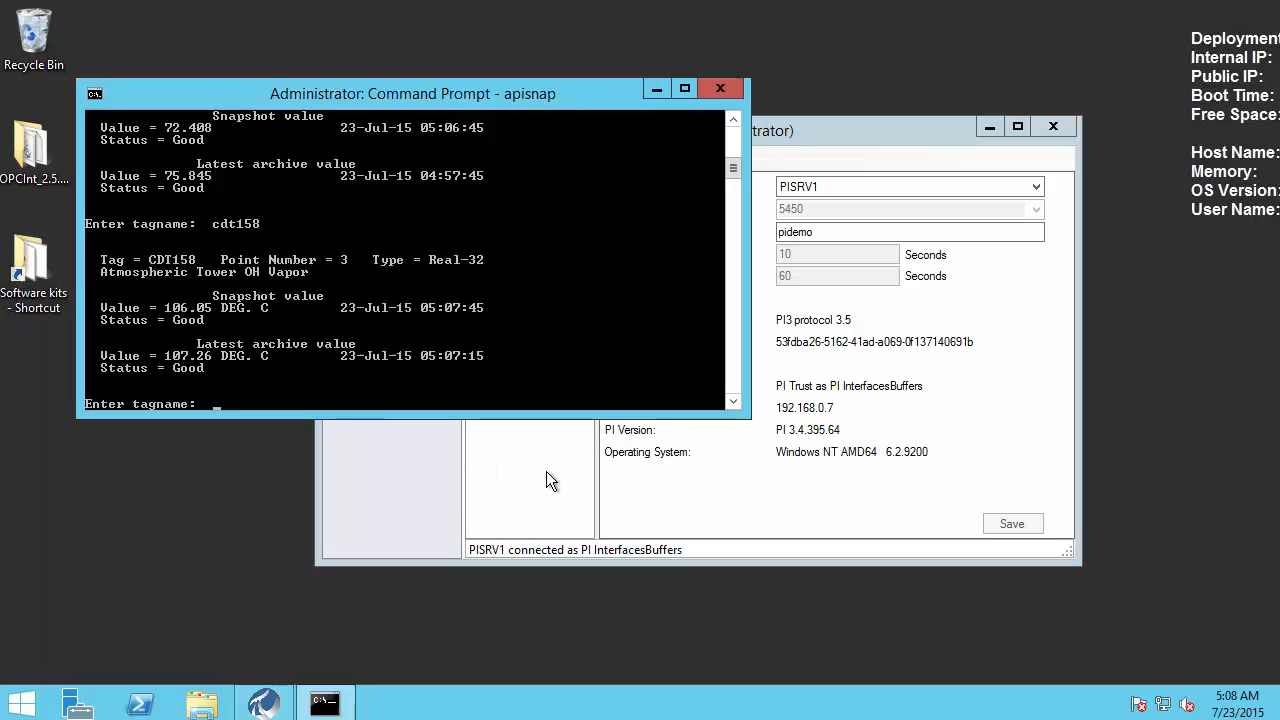 Recycle Bin
OPCInt_2.5....
Software kits
- Shortcut
Administrator: Command Prompt - apisnap
Snapshot value
Value = 72.408 23-Jul-15 05:06:45
Status = Good
Latest archive value
Value = 75.845 23-Jul-15 04:57:45
Status = Good
Enter tagname: cdt158
Tag = CDT158 Point Number = 3 Type = Real-32
Atmospheric Tower OH Vapor
Snapshot value
Value = 106.05 DEG. C 23-Jul-15 05:07:45
Status = Good
Latest archive value
Value = 107.26 DEG. C 23-Jul-15 05:07:15
Status = Good
Enter tagname: _
trator)
PISRV1
5450
pidemo
10 Seconds
60 Seconds
PI3 protocol 3.5
53fdba26-5162-41ad-a069-0f137140691b
PI Trust as PI InterfacesBuffers
192.168.0.7
PI Version: PI 3.4.395.64
Operating System: Windows NT AMD64 6.2.9200
Save
PISRV1 connected as PI InterfacesBuffers
Deployment
Internal IP:
Public IP:
Boot Time:
Free Space:
Host Name:
Memory:
OS Version:
User Name:
5:08 AM
7/23/2015